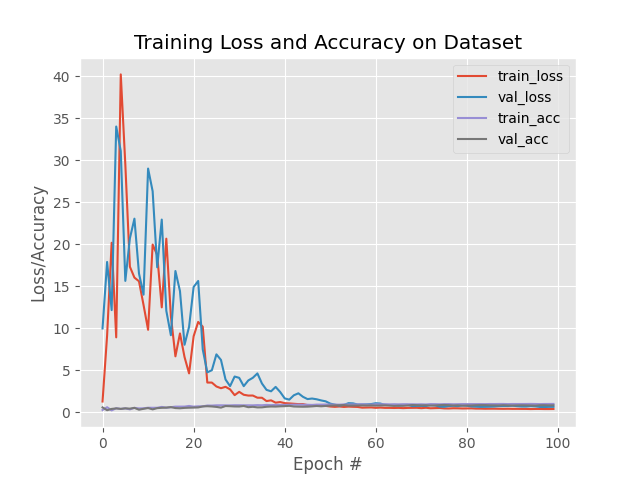 Training Loss and Accuracy on Dataset
train_loss
val_loss
train_acc
val_acc
Loss/Accuracy
40
35
30
25
20
15
10
5
0
0 20 40 60 80 100
Epoch #